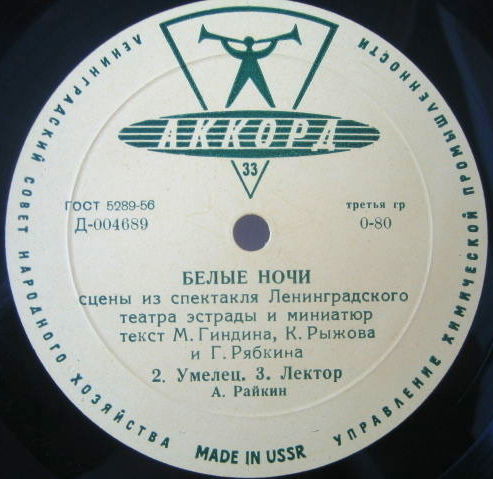 ЛЕНИНГРАДСКИЙ СОВЕТ НАРОДНОГО ХОЗЯЙСТВА
УПРАВЛЕНИЕ ХИМИЧЕСКОЙ ПРОМЫШЛЕННОСТИ
АККОРД
33
ГОСТ 5289-56
Д-004689
третья гр
0-80
БЕЛЫЕ НОЧИ
сцены из спектакля Ленинградского
театра эстрады и миниатюр
текст М. Гиндина, К. Рыжова
и Г. Рябкина
2. Умелец. 3. Лектор
А. Райкин
MADE IN USSR